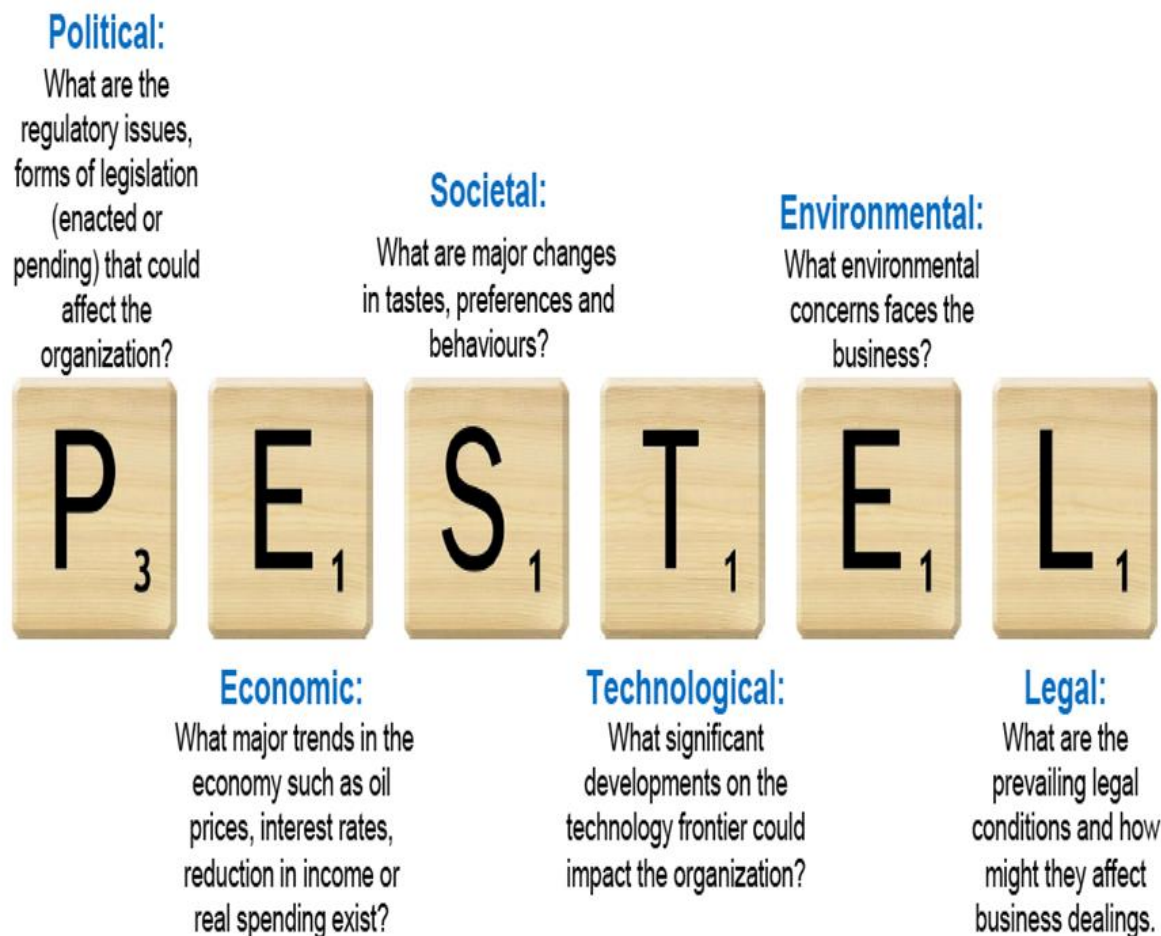 Political:
What are the
regulatory issues,
forms of legislation
(enacted or
pending) that could
affect the
organization?
Societal:
What are major changes
in tastes, preferences and
behaviours?
Environmental:
What environmental
concerns faces the
business?
P 3
E 1
S 1
T 1
E 1
L 1
Economic:
What major trends in the
economy such as oil
prices, interest rates,
reduction in income or
real spending exist?
Technological:
What significant
developments on the
technology frontier could
impact the organization?
Legal:
What are the
prevailing legal
conditions and how
might they affect
business dealings.